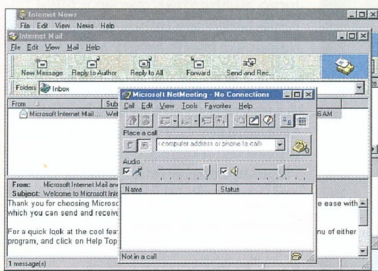 Internet News
File Edit View News Help
Internet Mail
File Edit View Mail Help
New Message Reply to Author Reply to All Forward Send and Rec..
Folders Inbox
From Sub
Microsoft Internet Mail ... Welc
6 AM
Microsoft NetMeeting - No Connections
Call Edit View Tools Favorites Help
Place a call
computer address or phone to call
Audio
Name Status
Not in a call
From: Microsoft Internet Mail an
Subject: Welcome to Microsoft Inte
Thank you for choosing Microso
e ease with
which you can send and receive
For a quick look at the cool feat
nu of either
program, and click on Help Top
1 message(s)